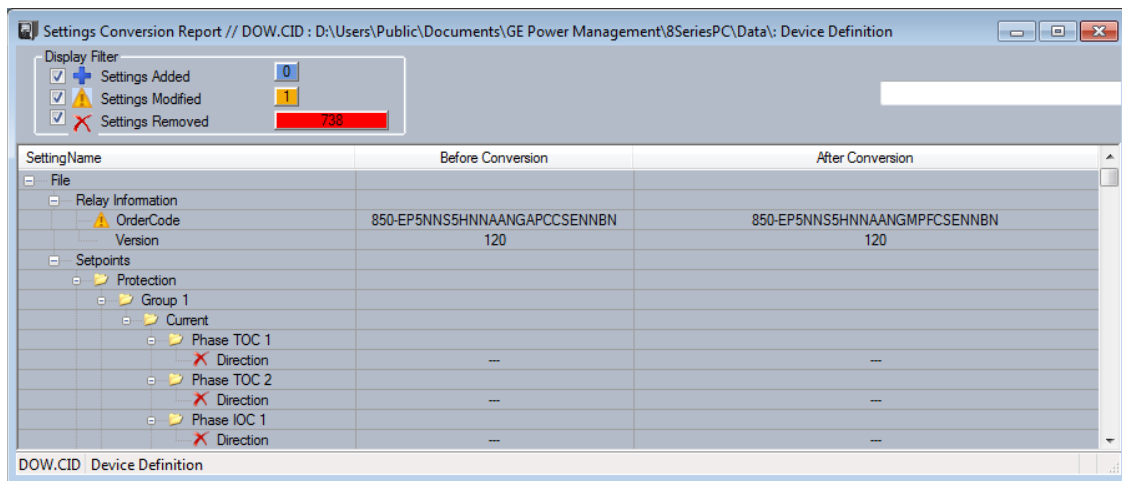 Settings Conversion Report // DOW.CID : D:\Users\Public\Documents\GE Power Management\8SeriesPC\Data\: Device Definition
Display Filter
Settings Added 0
Settings Modified 1
Settings Removed 738
SettingName Before Conversion After Conversion
File
Relay Information
OrderCode 850-EP5NNS5HNNAANGAPCCSENNBN 850-EP5NNS5HNNAANGMPFCSENNBN
Version 120 120
Setpoints
Protection
Group 1
Current
Phase TOC 1
Direction --- ---
Phase TOC 2
Direction --- ---
Phase IOC 1
Direction --- ---
DOW.CID Device Definition